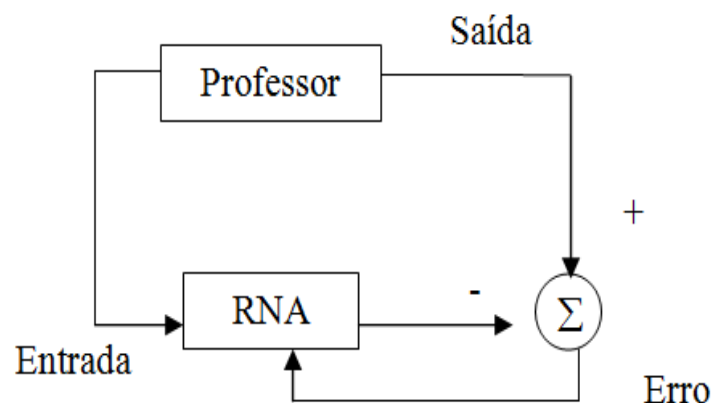 Saída
Professor
+
-
RNA
Σ
Entrada
Erro